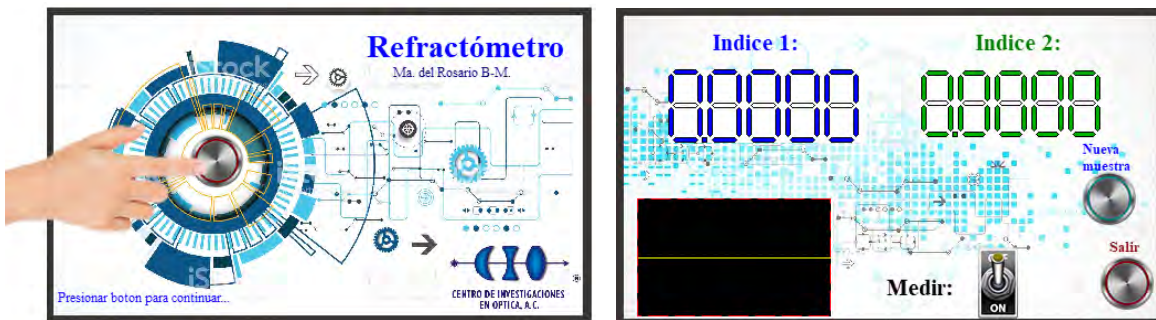 iStock
Refractómetro
Ma. del Rosario B-M.
Presionar boton para continuar...
CENTRO DE INVESTIGACIONES
EN OPTICA, A.C.
Indice 1:
Indice 2:
0.0000
0.0000
Nueva
muestra
Salir
Medir:
ON